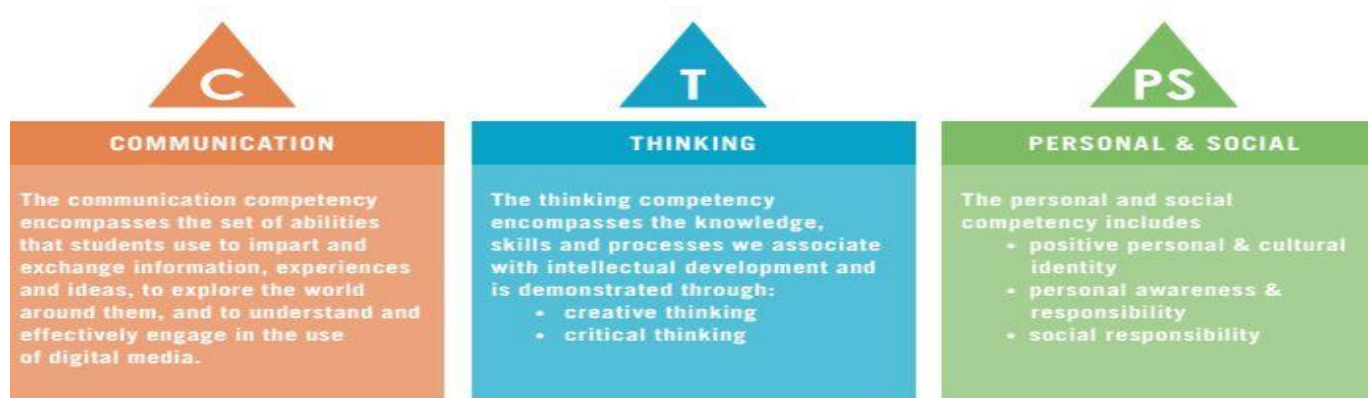 C
COMMUNICATION
The communication competency
encompasses the set of abilities
that students use to impart and
exchange information, experiences
and ideas, to explore the world
around them, and to understand and
effectively engage in the use
of digital media.
T
THINKING
The thinking competency
encompasses the knowledge,
skills and processes we associate
with intellectual development and
is demonstrated through:
• creative thinking
• critical thinking
PS
PERSONAL & SOCIAL
The personal and social
competency includes
• positive personal & cultural
identity
• personal awareness &
responsibility
• social responsibility